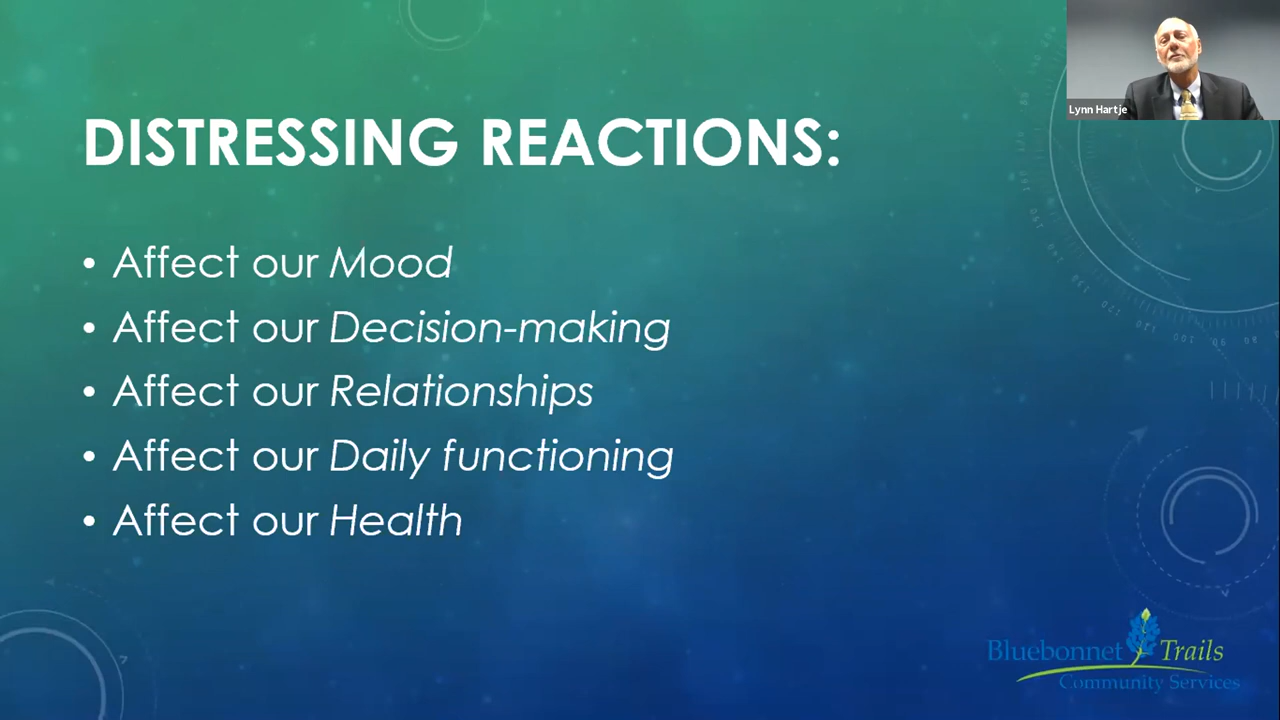 Lynn Hartje
DISTRESSING REACTIONS:
• Affect our Mood
• Affect our Decision-making
• Affect our Relationships
• Affect our Daily functioning
• Affect our Health
Bluebonnet Trails
Community Services